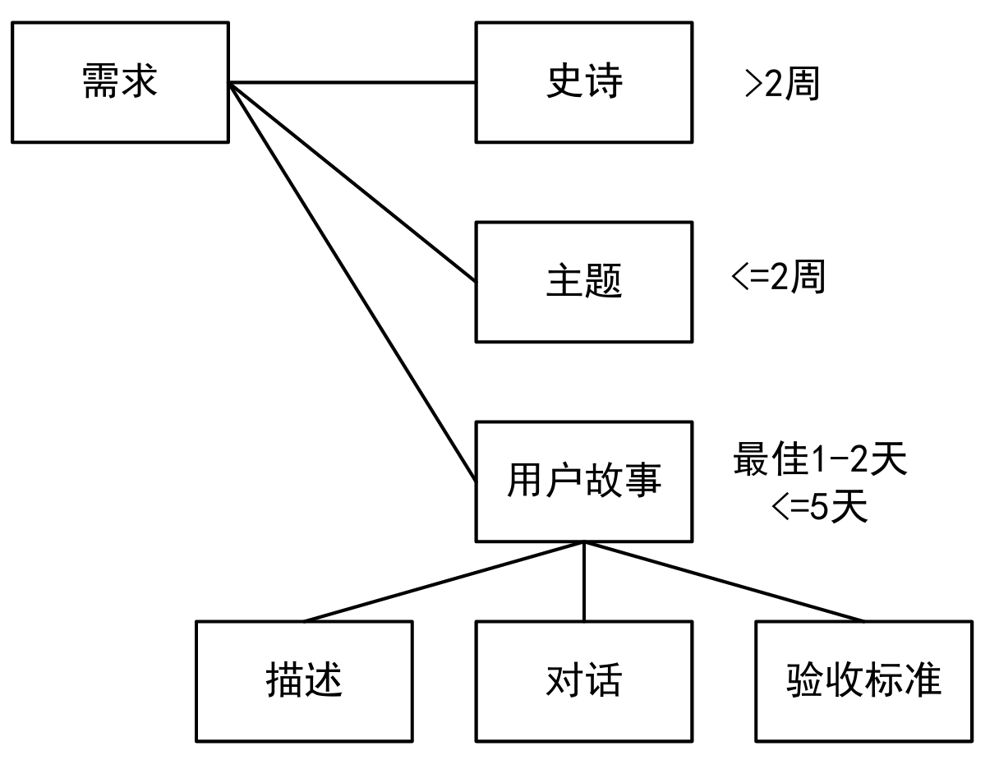 需求
史诗
>2周
主题
<=2周
用户故事
最佳1-2天
<=5天
描述
对话
验收标准